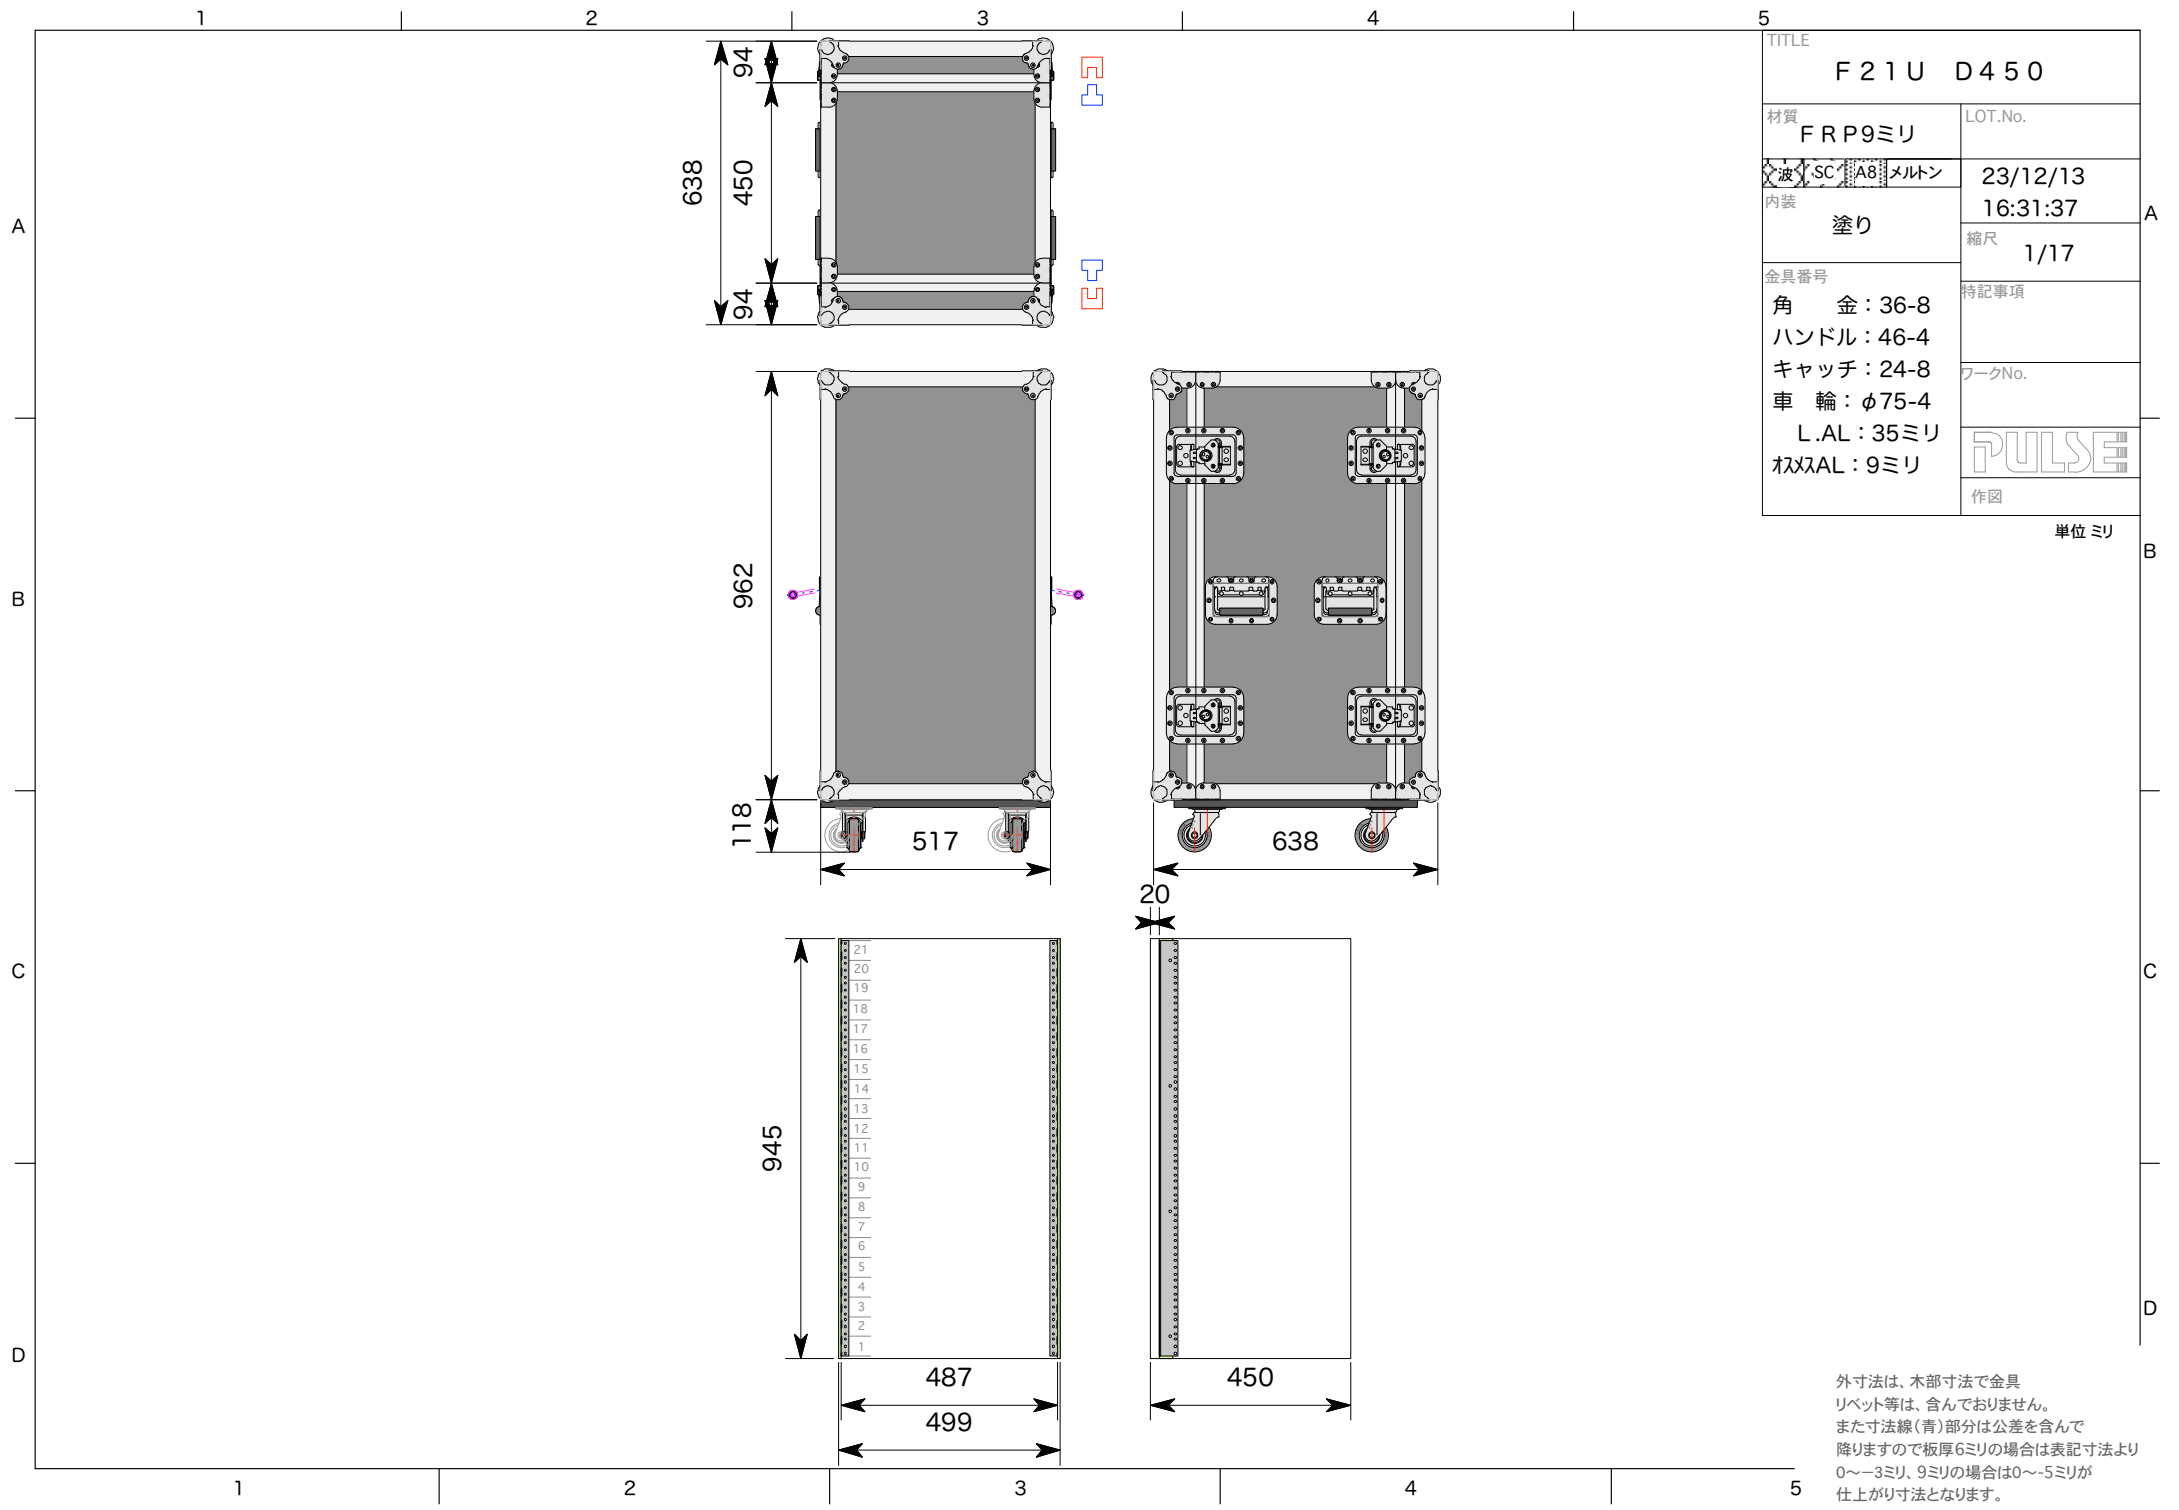 1 2 3 4 5
TITLE
F21U D450
材質
FRP9ミリ
LOT.No.
波 SC A8 メルトン
23/12/13
16:31:37
内装
塗り
縮尺
1/17
金具番号
角　金：36-8
ハンドル：46-4
キャッチ：24-8
車　輪：φ75-4
L.AL：35ミリ
ｵｽﾒｽAL：9ミリ
特記事項
ワークNo.
PULSE
作図
単位 ミリ
A
B
C
D
A
B
C
D
94
450
638
94
962
118
517
638
20
945
21
20
19
18
17
16
15
14
13
12
11
10
9
8
7
6
5
4
3
2
1
487
499
450
外寸法は、木部寸法で金具
リベット等は、含んでおりません。
また寸法線（青）部分は公差を含んで
降りますので板厚6ミリの場合は表記寸法より
0〜ー3ミリ、9ミリの場合は0〜-5ミリが
仕上がり寸法となります。
1 2 3 4 5